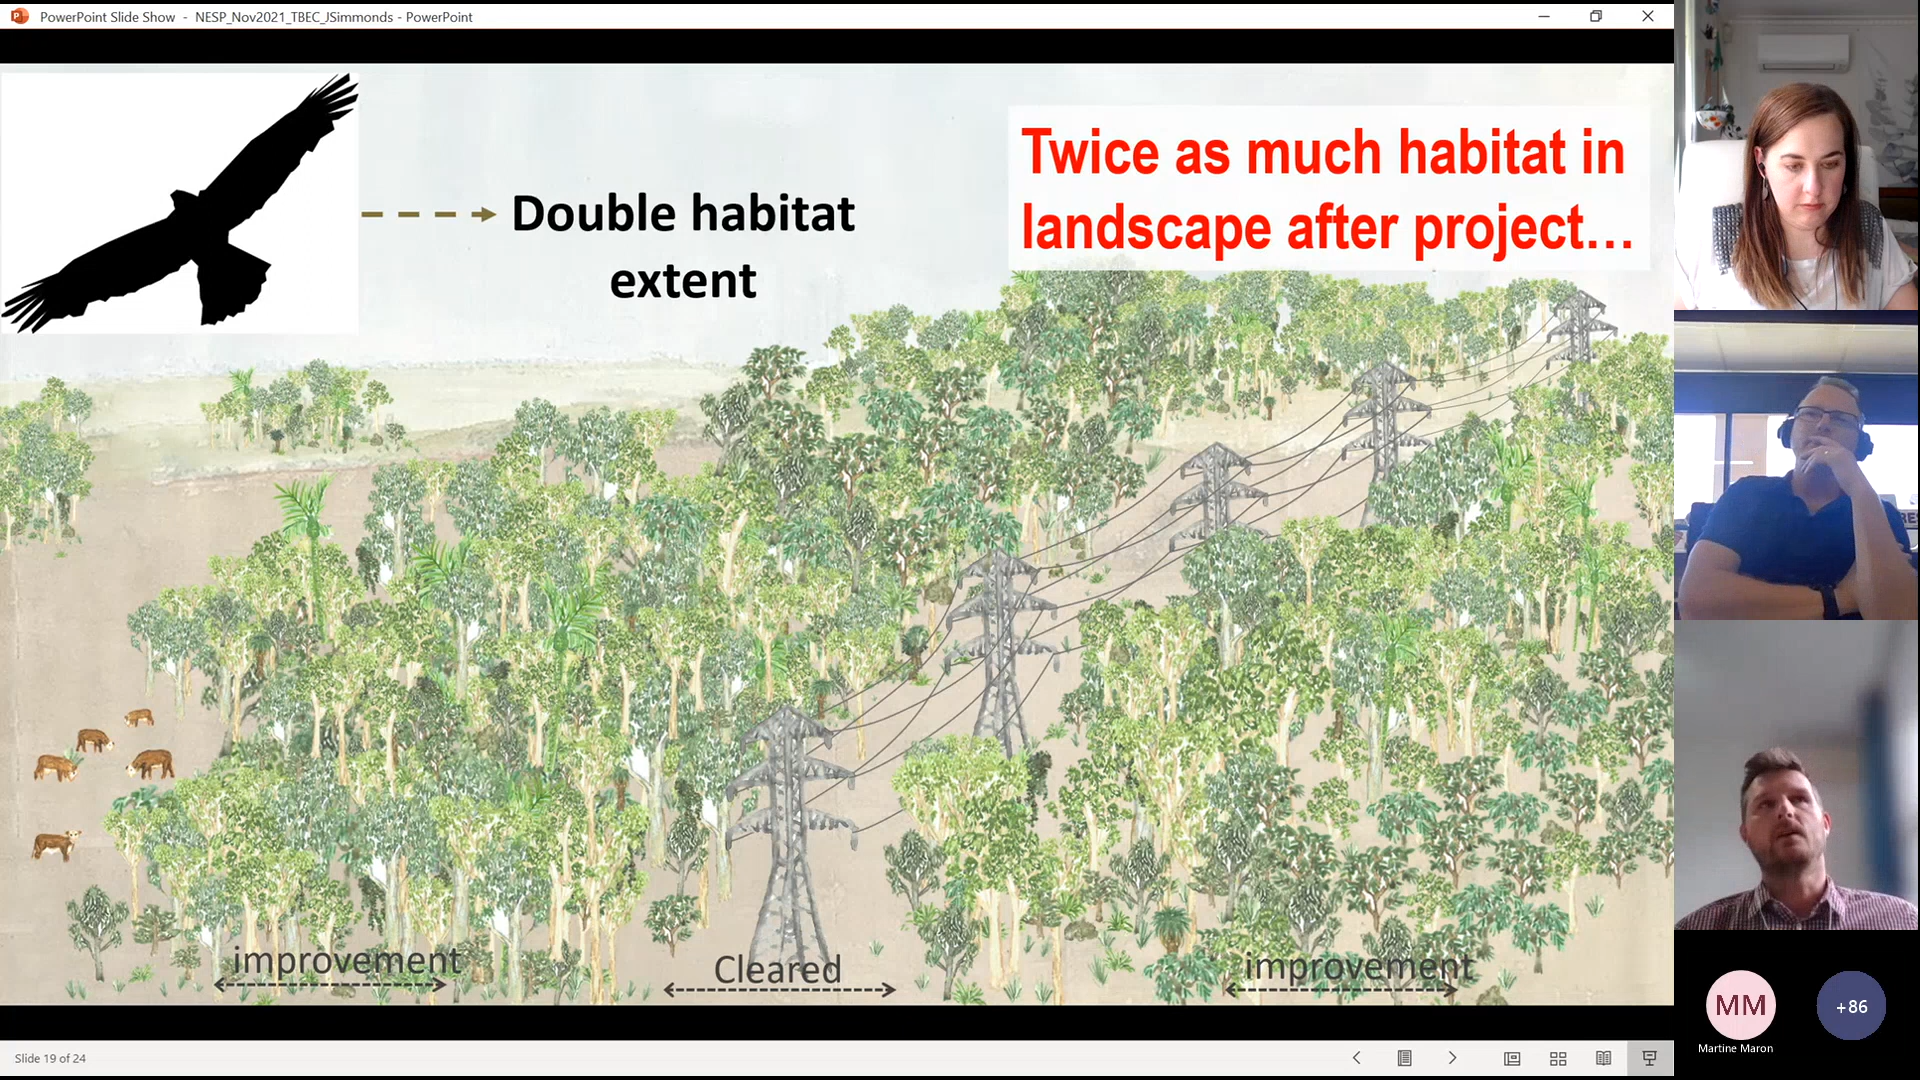 PowerPoint Slide Show - NESP_Nov2021_TBEC_JSimmonds - PowerPoint
Double habitat
extent
Twice as much habitat in
landscape after project...
improvement
Cleared
improvement
Slide 19 of 24
MM
+86
Martine Maron